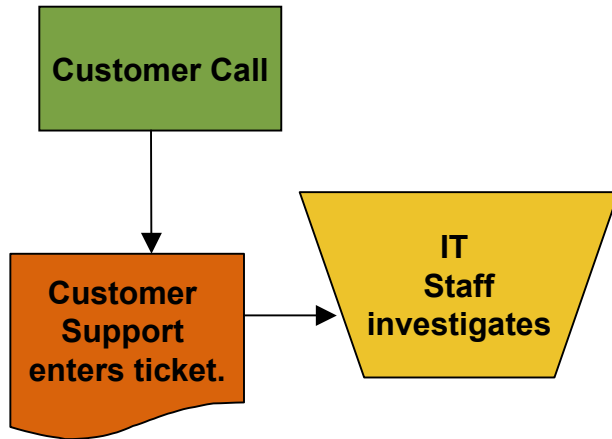 Customer Call
Customer
Support
enters ticket.
IT
Staff
investigates